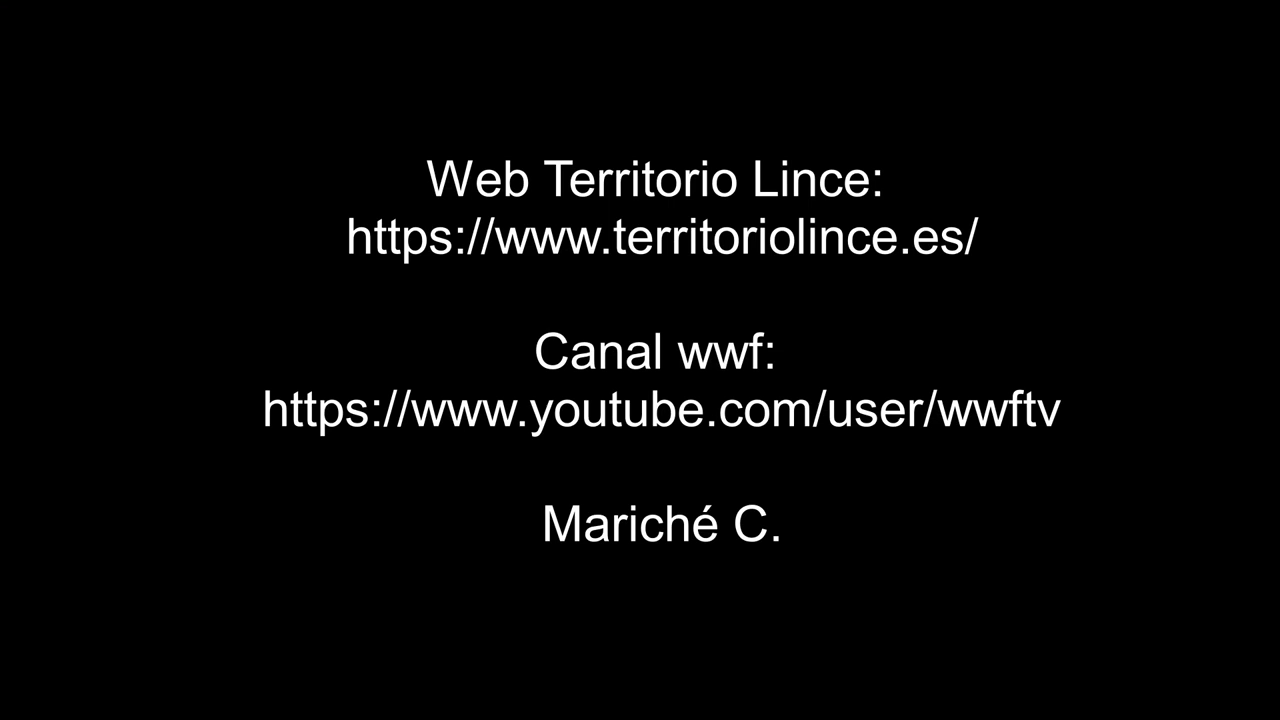 Web Territorio Lince:
https://www.territoriolince.es/
Canal wwf:
https://www.youtube.com/user/wwftv
Mariché C.